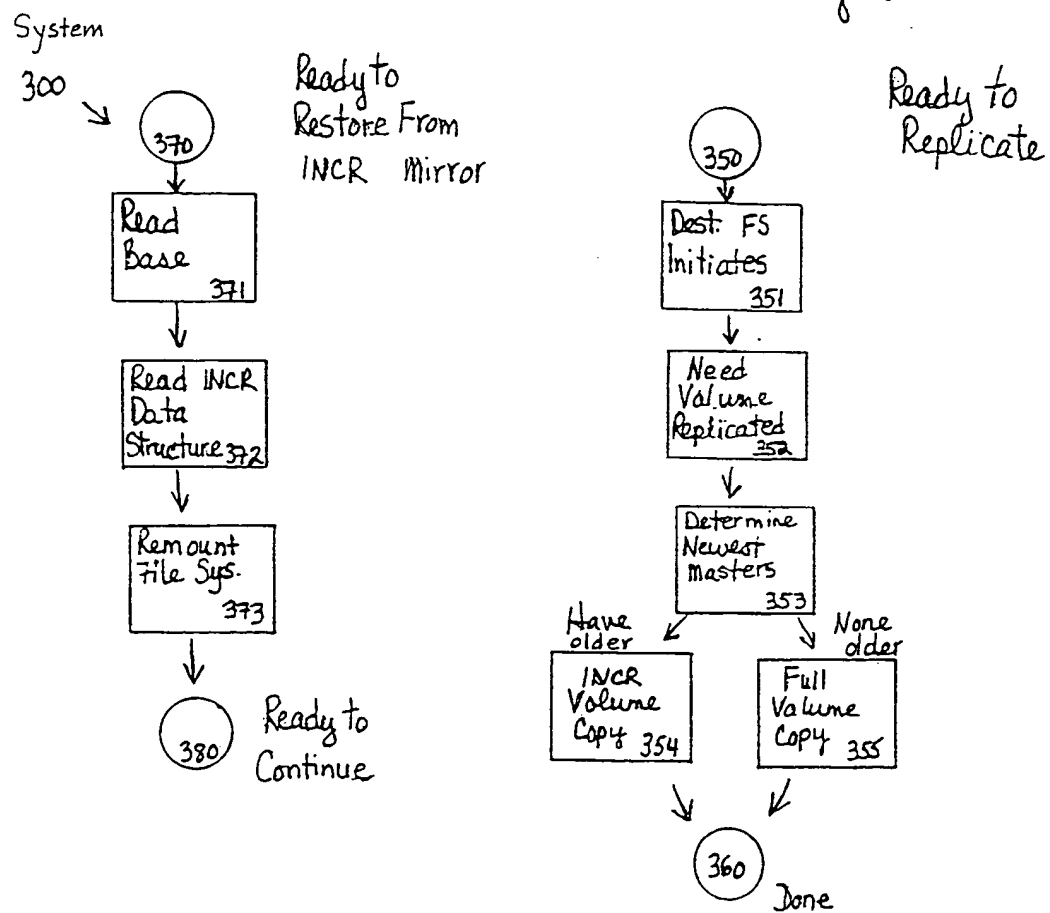 System
300
370
Ready to
Restore From
INCR Mirror
Read
Base
371
Read INCR
Data
Structure 372
Remount
File Sys.
373
380
Ready to
Continue
350
Ready to
Replicate
Dest. FS
Initiates
351
Need
Volume
Replicated
352
Determine
Newest
Masters
353
Have
older
None
older
INCR
Volume
Copy 354
Full
Volume
Copy 355
360
Done